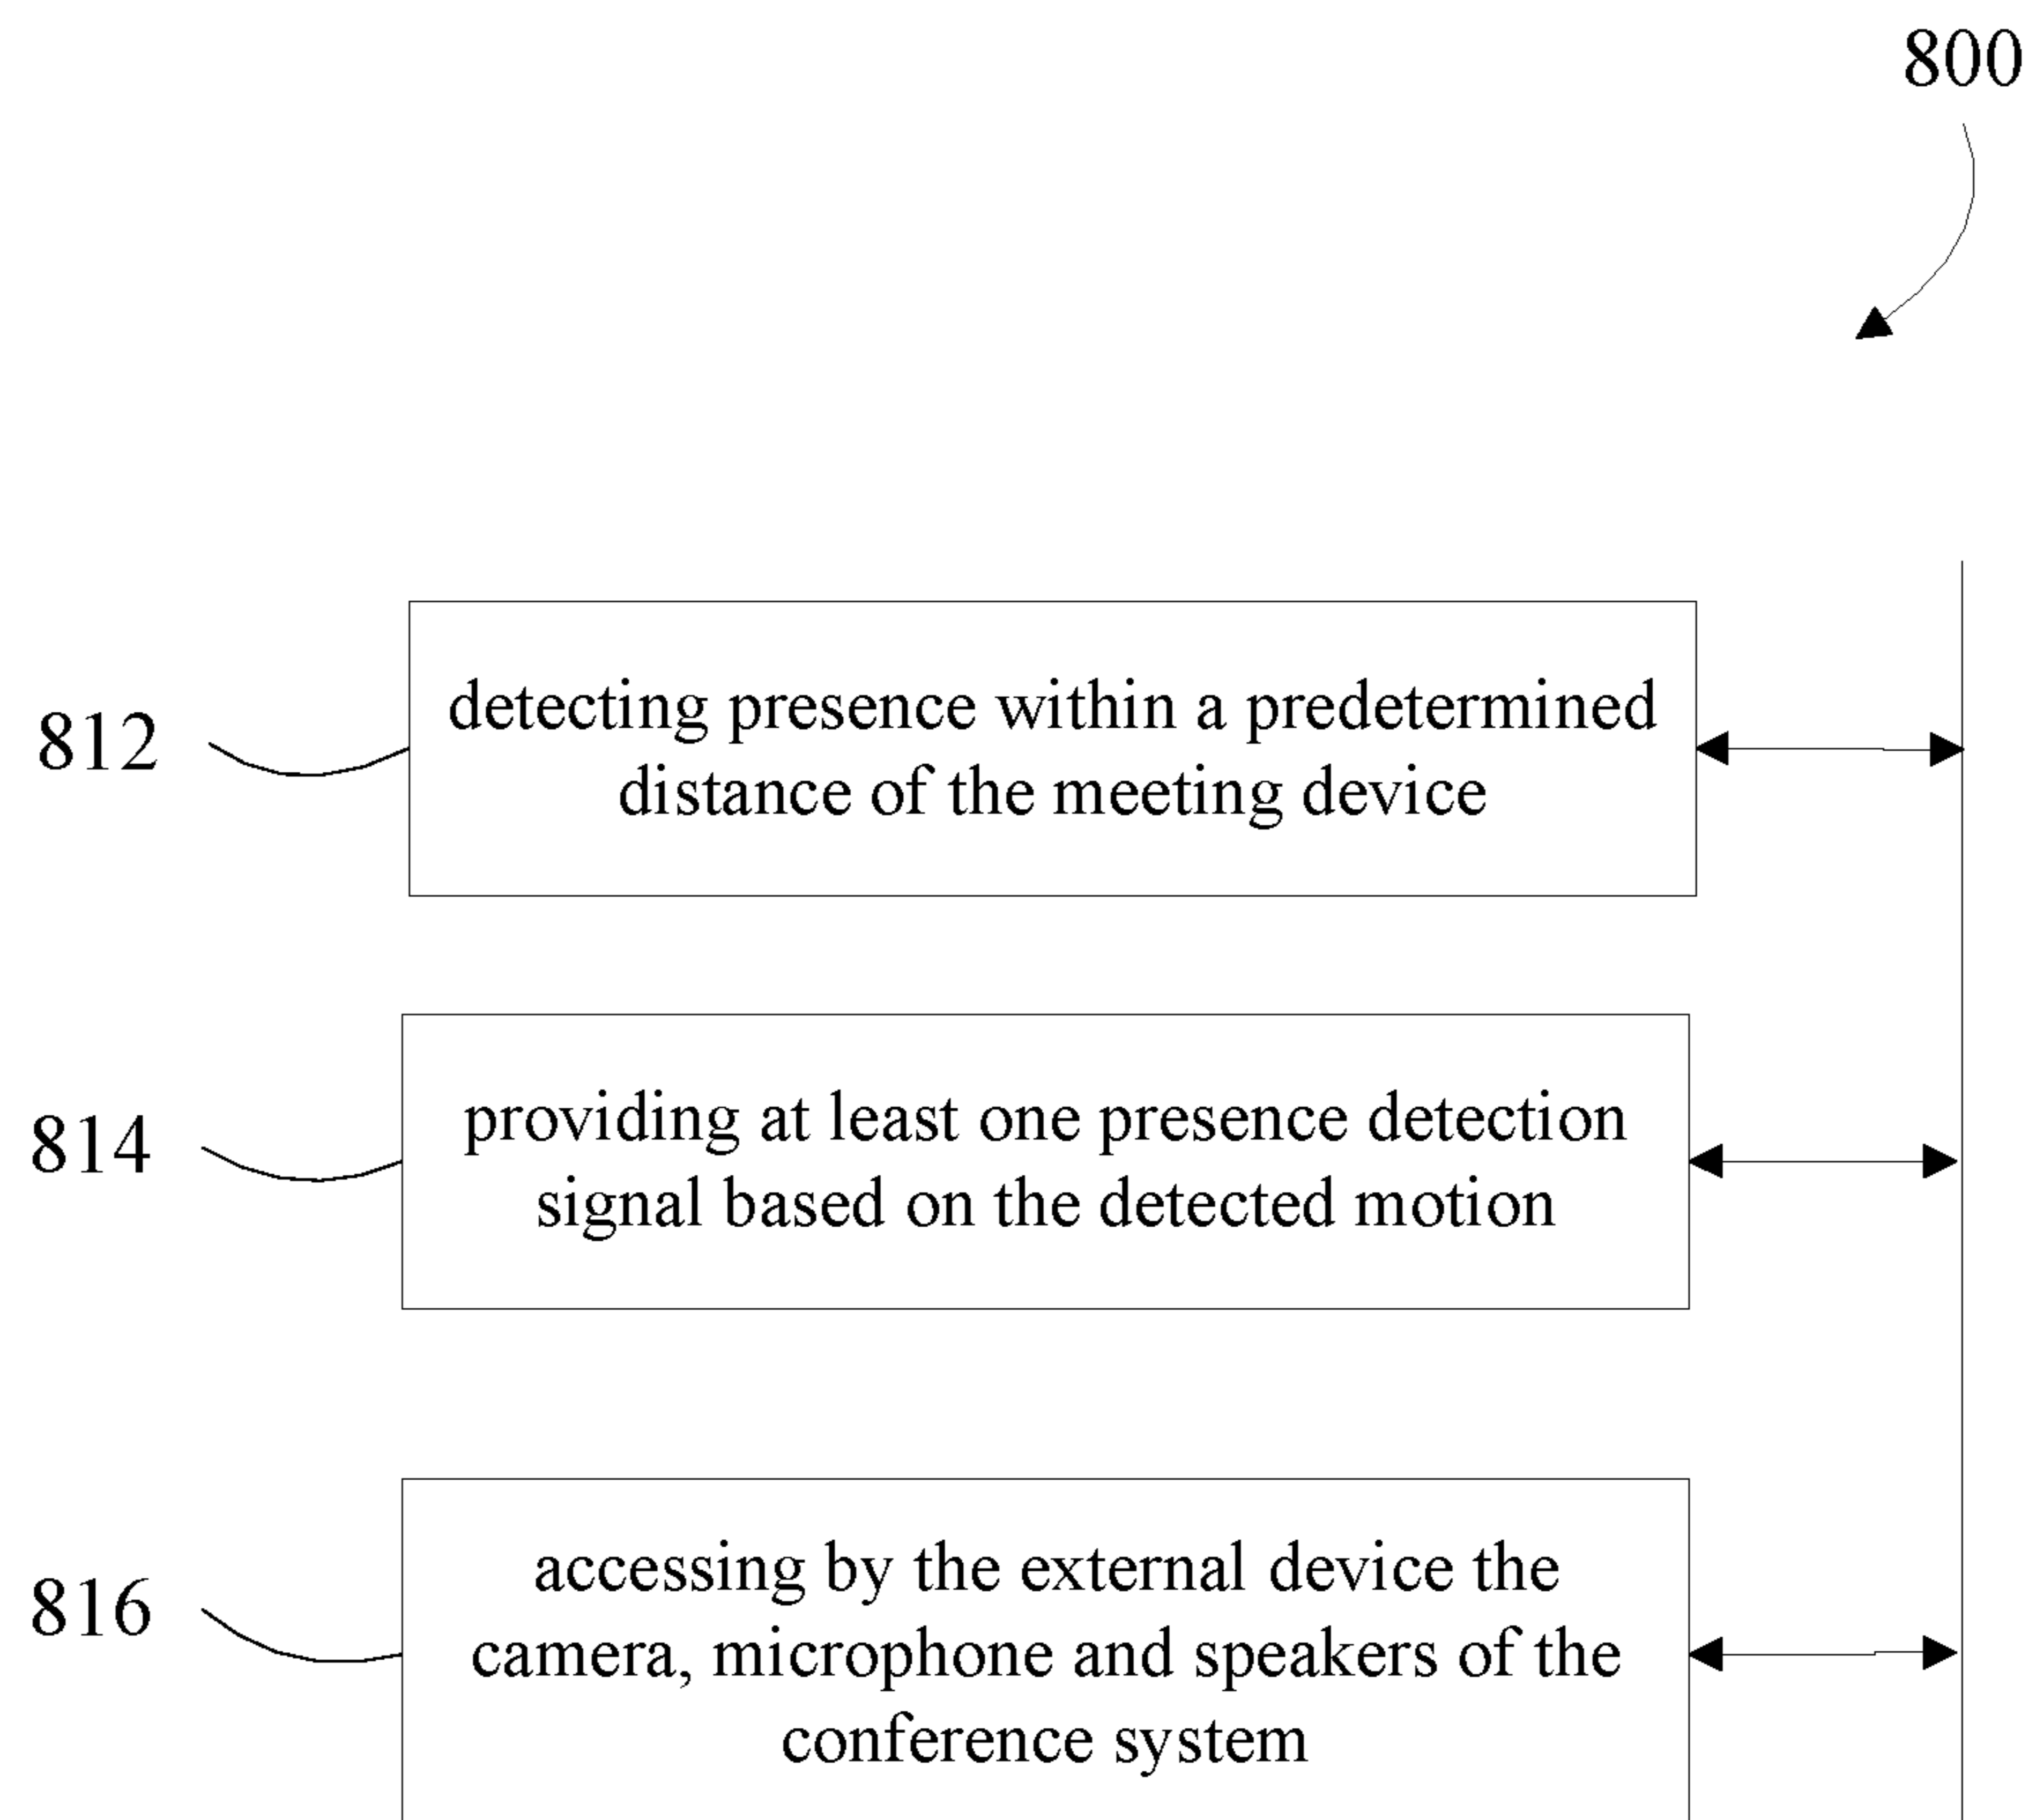 800
812
detecting presence within a predetermined
distance of the meeting device
814
providing at least one presence detection
signal based on the detected motion
816
accessing by the external device the
camera, microphone and speakers of the
conference system